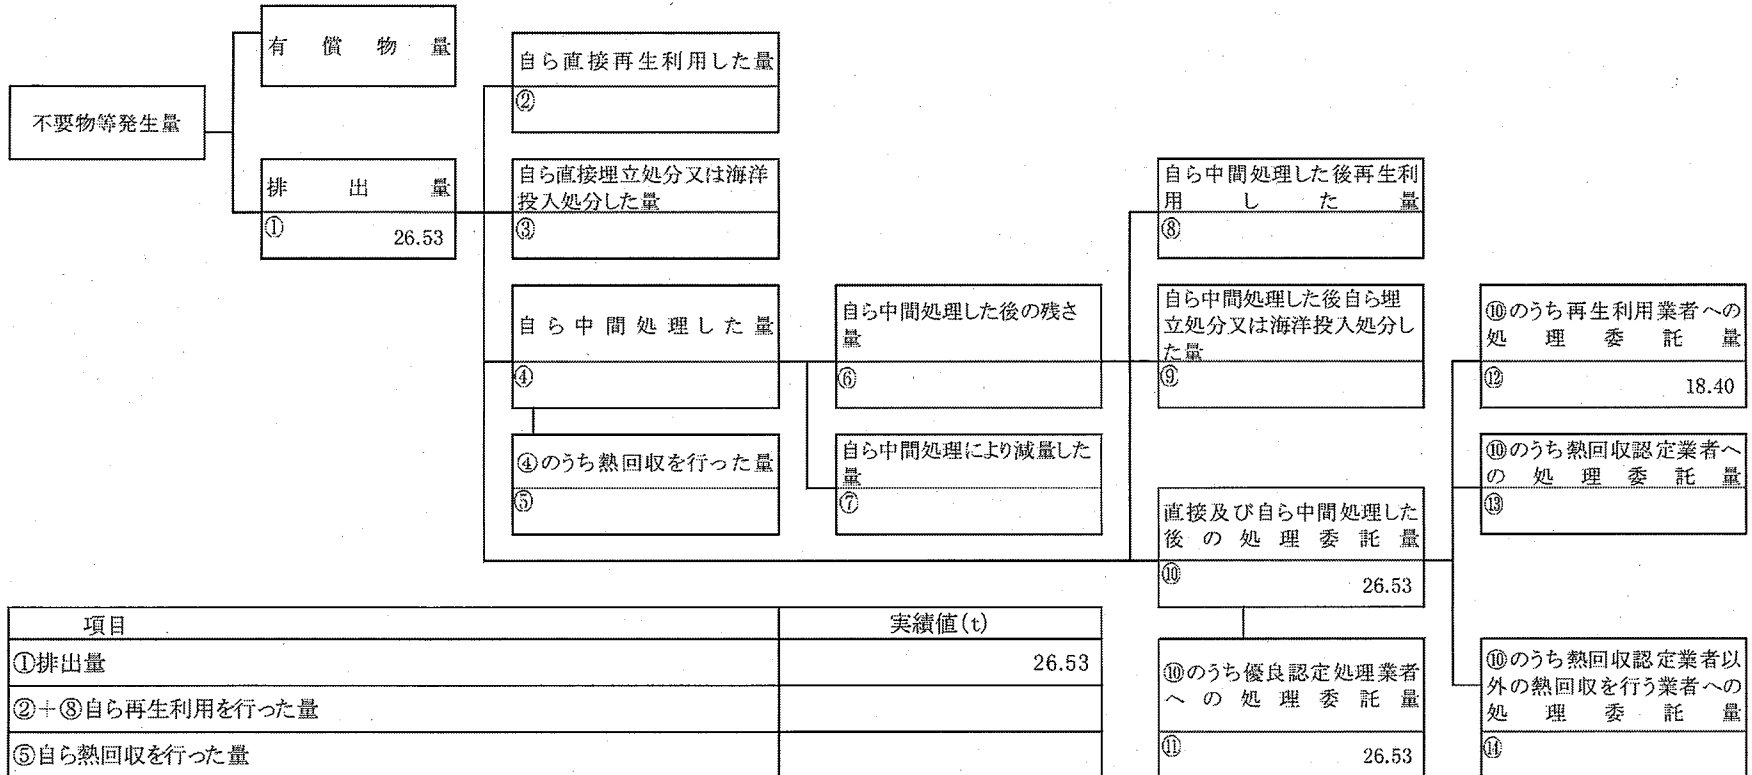 有償物量
不要物等発生量
排出量
①
26.53
自ら直接再生利用した量
②
自ら直接埋立処分又は海洋
投入処分した量
③
自ら中間処理した量
④
④のうち熱回収を行った量
⑤
自ら中間処理した後の残さ
量
⑥
自ら中間処理により減量した
量
⑦
自ら中間処理した後再生利
用した量
⑧
自ら中間処理した後自ら埋
立処分又は海洋投入処分し
た量
⑨
直接及び自ら中間処理した
後の処理委託量
⑩
26.53
⑩のうち優良認定処理業者
への処理委託量
⑪
26.53
⑩のうち再生利用業者への
処理委託量
⑫
18.40
⑩のうち熱回収認定業者へ
の処理委託量
⑬
⑩のうち熱回収認定業者以
外の熱回収を行う業者への
処理委託量
⑭
項目 実績値(t)
①排出量 26.53
②+⑧自ら再生利用を行った量
⑤自ら熱回収を行った量